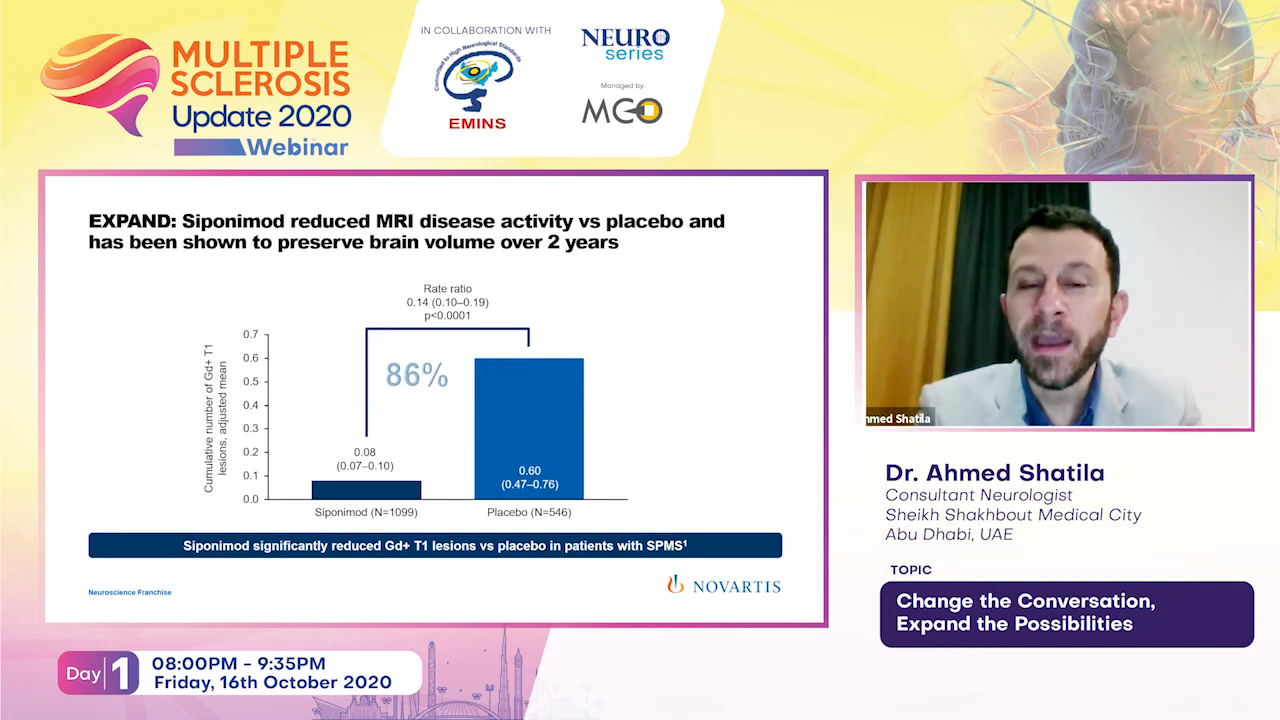 MULTIPLE
SCLEROSIS
Update 2020
Webinar
IN COLLABORATION WITH
Committed to High Neurological Standards
EMINS
NEURO
series
Managed by:
MCO
EXPAND: Siponimod reduced MRI disease activity vs placebo and
has been shown to preserve brain volume over 2 years
Rate ratio
0.14 (0.10–0.19)
p<0.0001
86%
Cumulative number of Gd+ T1
lesions, adjusted mean
0.7
0.6
0.5
0.4
0.3
0.2
0.1
0.0
0.08
(0.07–0.10)
0.60
(0.47–0.76)
Siponimod (N=1099)
Placebo (N=546)
Siponimod significantly reduced Gd+ T1 lesions vs placebo in patients with SPMS¹
Neuroscience Franchise
NOVARTIS
hmed Shatila
Dr. Ahmed Shatila
Consultant Neurologist
Sheikh Shakhbout Medical City
Abu Dhabi, UAE
TOPIC
Change the Conversation,
Expand the Possibilities
Day 1
08:00PM - 9:35PM
Friday, 16th October 2020